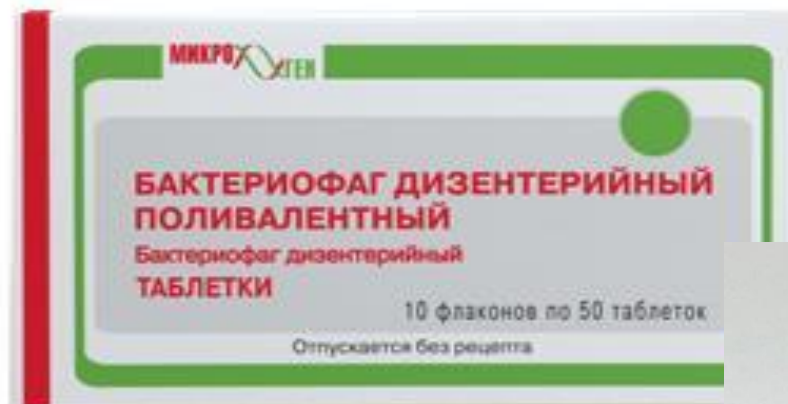 МИКРОГЕН
БАКТЕРИОФАГ ДИЗЕНТЕРИЙНЫЙ
ПОЛИВАЛЕНТНЫЙ
Бактериофаг дизентерийный
ТАБЛЕТКИ
10 флаконов по 50 таблеток
Отпускается без рецепта